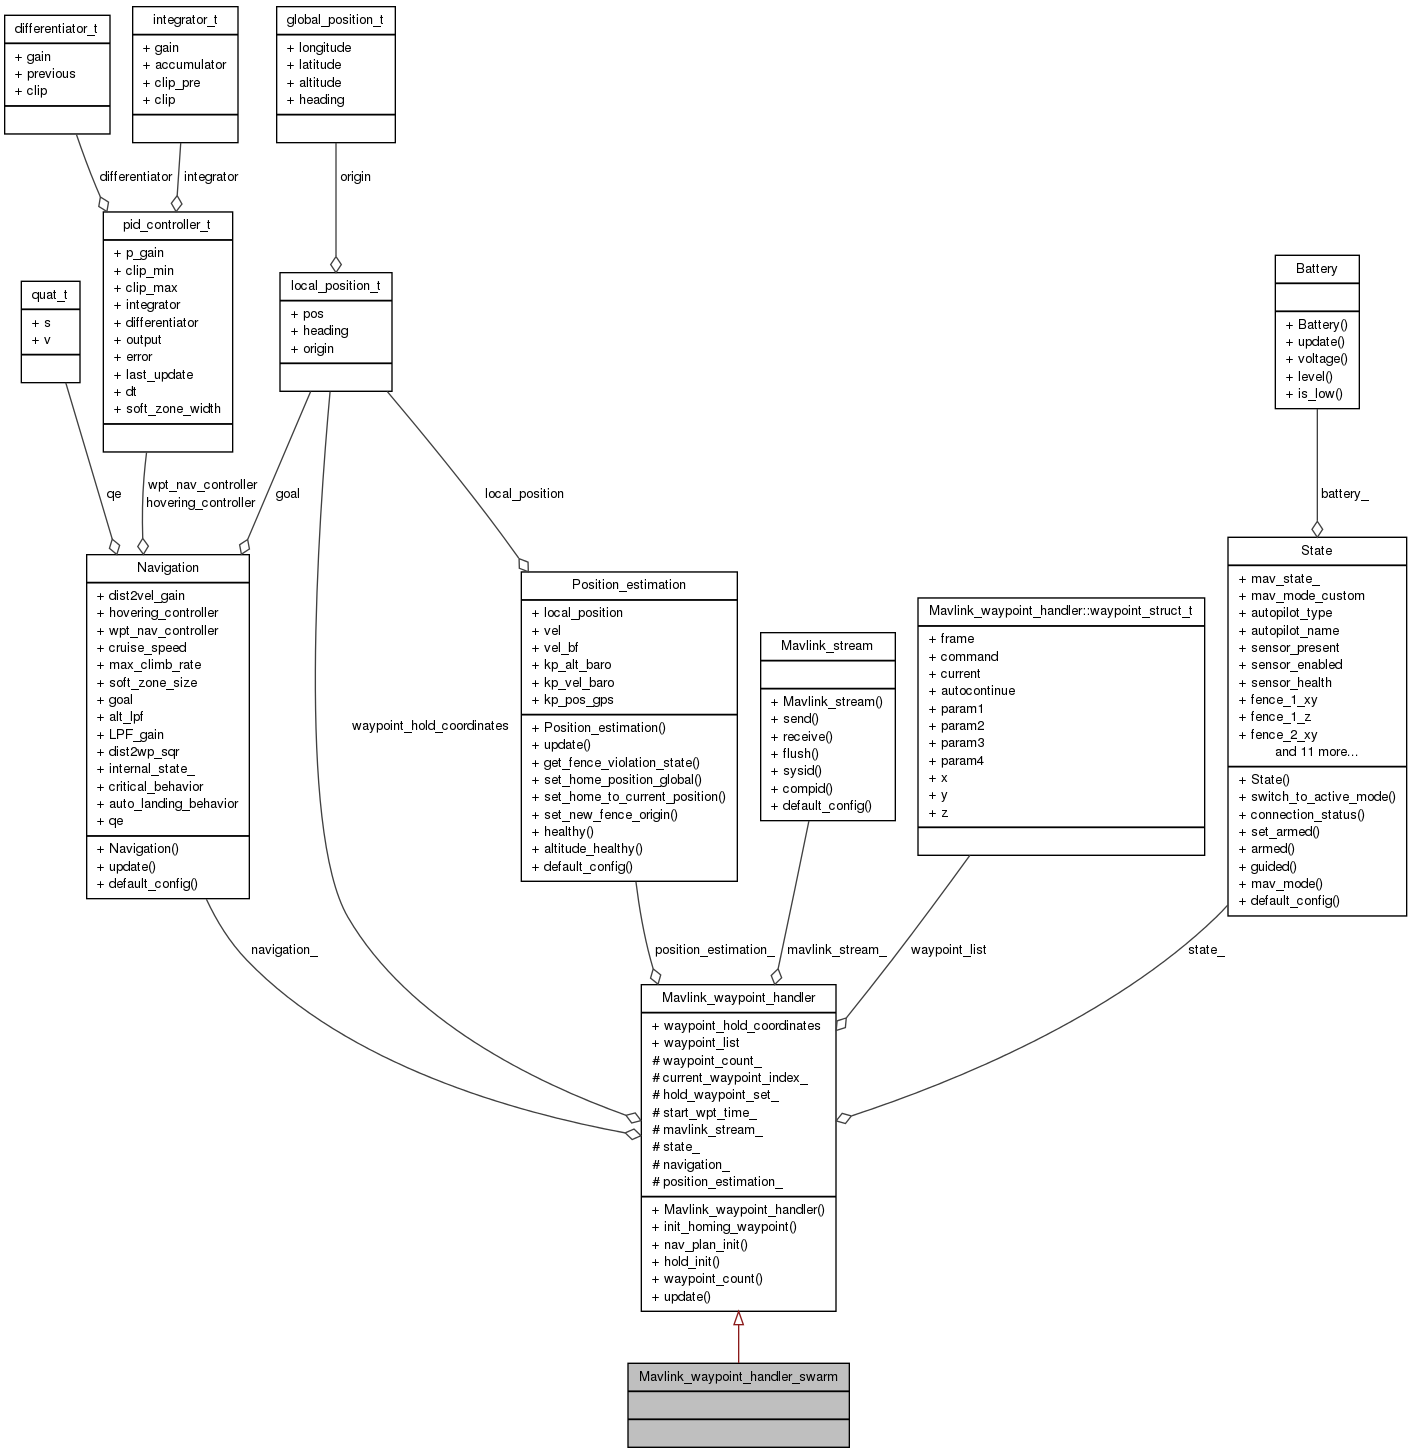 differentiator_t
+ gain
+ previous
+ clip
integrator_t
+ gain
+ accumulator
+ clip_pre
+ clip
global_position_t
+ longitude
+ latitude
+ altitude
+ heading
differentiator
integrator
origin
pid_controller_t
+ p_gain
+ clip_min
+ clip_max
+ integrator
+ differentiator
+ output
+ error
+ last_update
+ dt
+ soft_zone_width
quat_t
+ s
+ v
local_position_t
+ pos
+ heading
+ origin
Battery
+ Battery()
+ update()
+ voltage()
+ level()
+ is_low()
qe
wpt_nav_controller
hovering_controller
goal
local_position
battery_
Navigation
+ dist2vel_gain
+ hovering_controller
+ wpt_nav_controller
+ cruise_speed
+ max_climb_rate
+ soft_zone_size
+ goal
+ alt_lpf
+ LPF_gain
+ dist2wp_sqr
+ internal_state_
+ critical_behavior
+ auto_landing_behavior
+ qe
+ Navigation()
+ update()
+ default_config()
waypoint_hold_coordinates
Position_estimation
+ local_position
+ vel
+ vel_bf
+ kp_alt_baro
+ kp_vel_baro
+ kp_pos_gps
+ Position_estimation()
+ update()
+ get_fence_violation_state()
+ set_home_position_global()
+ set_home_to_current_position()
+ set_new_fence_origin()
+ healthy()
+ altitude_healthy()
+ default_config()
Mavlink_stream
+ Mavlink_stream()
+ send()
+ receive()
+ flush()
+ sysid()
+ compid()
+ default_config()
Mavlink_waypoint_handler::waypoint_struct_t
+ frame
+ command
+ current
+ autocontinue
+ param1
+ param2
+ param3
+ param4
+ x
+ y
+ z
State
+ mav_state_
+ mav_mode_custom
+ autopilot_type
+ autopilot_name
+ sensor_present
+ sensor_enabled
+ sensor_health
+ fence_1_xy
+ fence_1_z
+ fence_2_xy
and 11 more...
+ State()
+ switch_to_active_mode()
+ connection_status()
+ set_armed()
+ armed()
+ guided()
+ mav_mode()
+ default_config()
navigation_
position_estimation_
mavlink_stream_
waypoint_list
state_
Mavlink_waypoint_handler
+ waypoint_hold_coordinates
+ waypoint_list
# waypoint_count_
# current_waypoint_index_
# hold_waypoint_set_
# start_wpt_time_
# mavlink_stream_
# state_
# navigation_
# position_estimation_
+ Mavlink_waypoint_handler()
+ init_homing_waypoint()
+ nav_plan_init()
+ hold_init()
+ waypoint_count()
+ update()
Mavlink_waypoint_handler_swarm